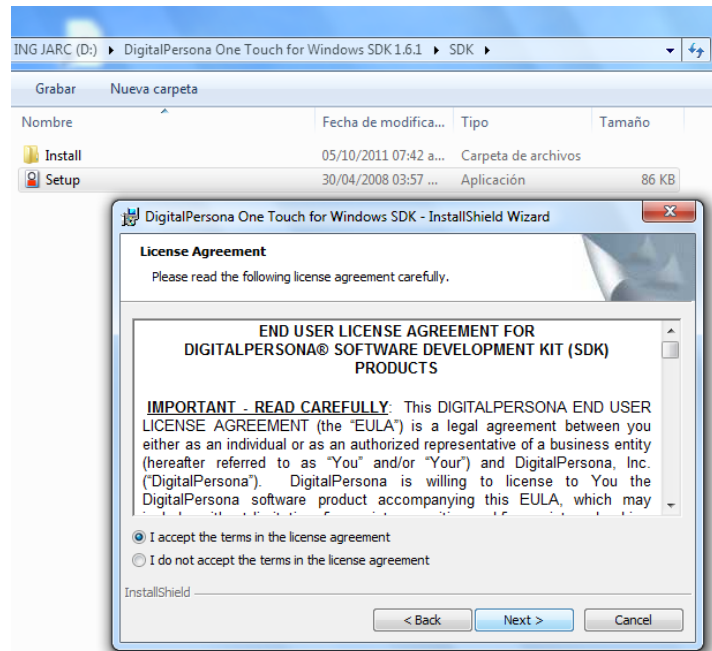 ING JARC (D:) ▸ DigitalPersona One Touch for Windows SDK 1.6.1 ▸ SDK ▸
Grabar Nueva carpeta
Nombre Fecha de modifica... Tipo Tamaño
Install 05/10/2011 07:42 a... Carpeta de archivos
Setup 30/04/2008 03:57 ... Aplicación 86 KB
DigitalPersona One Touch for Windows SDK - InstallShield Wizard
License Agreement
Please read the following license agreement carefully.
END USER LICENSE AGREEMENT FOR
DIGITALPERSONA® SOFTWARE DEVELOPMENT KIT (SDK)
PRODUCTS
IMPORTANT - READ CAREFULLY: This DIGITALPERSONA END USER
LICENSE AGREEMENT (the “EULA”) is a legal agreement between you
either as an individual or as an authorized representative of a business entity
(hereafter referred to as “You” and/or “Your”) and DigitalPersona, Inc.
(“DigitalPersona”). DigitalPersona is willing to license to You the
DigitalPersona software product accompanying this EULA, which may
I accept the terms in the license agreement
I do not accept the terms in the license agreement
InstallShield
< Back Next > Cancel